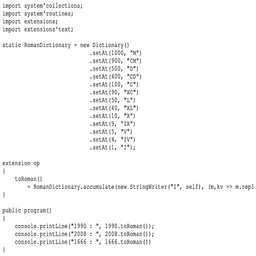 import system'collections;
import system'routines;
import extensions;
import extensions'text;
static RomanDictionary = new Dictionary()
.setAt(1000, "M")
.setAt(900, "CM")
.setAt(500, "D")
.setAt(400, "CD")
.setAt(100, "C")
.setAt(90, "XC")
.setAt(50, "L")
.setAt(40, "XL")
.setAt(10, "X")
.setAt(9, "IX")
.setAt(5, "V")
.setAt(4, "IV")
.setAt(1, "I");
extension op
{
toRoman()
= RomanDictionary.accumulate(new StringWriter("I", self), (m,kv => m.repl
}
public program()
{
console.printLine("1990 : ", 1990.toRoman());
console.printLine("2008 : ", 2008.toRoman());
console.printLine("1666 : ", 1666.toRoman())
}